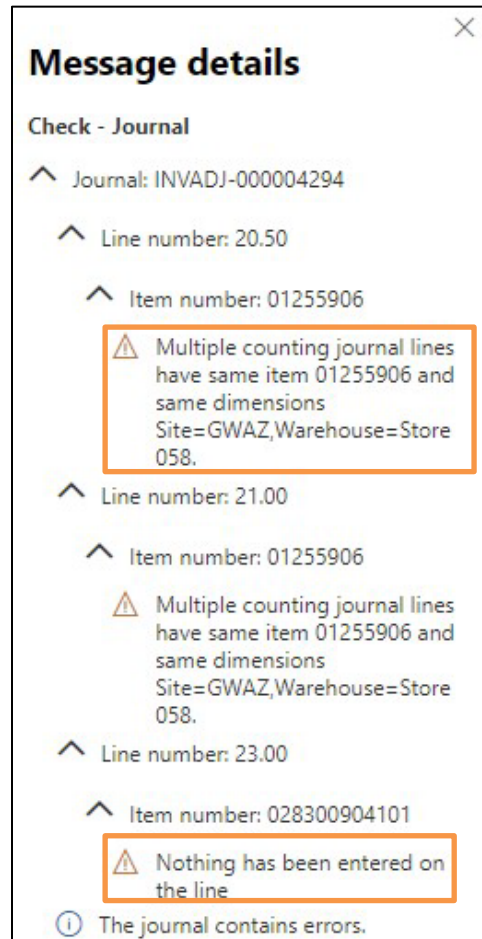 Message details
Check - Journal
Journal: INVADJ-000004294
Line number: 20.50
Item number: 01255906
Multiple counting journal lines
have same item 01255906 and
same dimensions
Site=GWAZ,Warehouse=Store
058.
Line number: 21.00
Item number: 01255906
Multiple counting journal lines
have same item 01255906 and
same dimensions
Site=GWAZ,Warehouse=Store
058.
Line number: 23.00
Item number: 028300904101
Nothing has been entered on
the line
The journal contains errors.